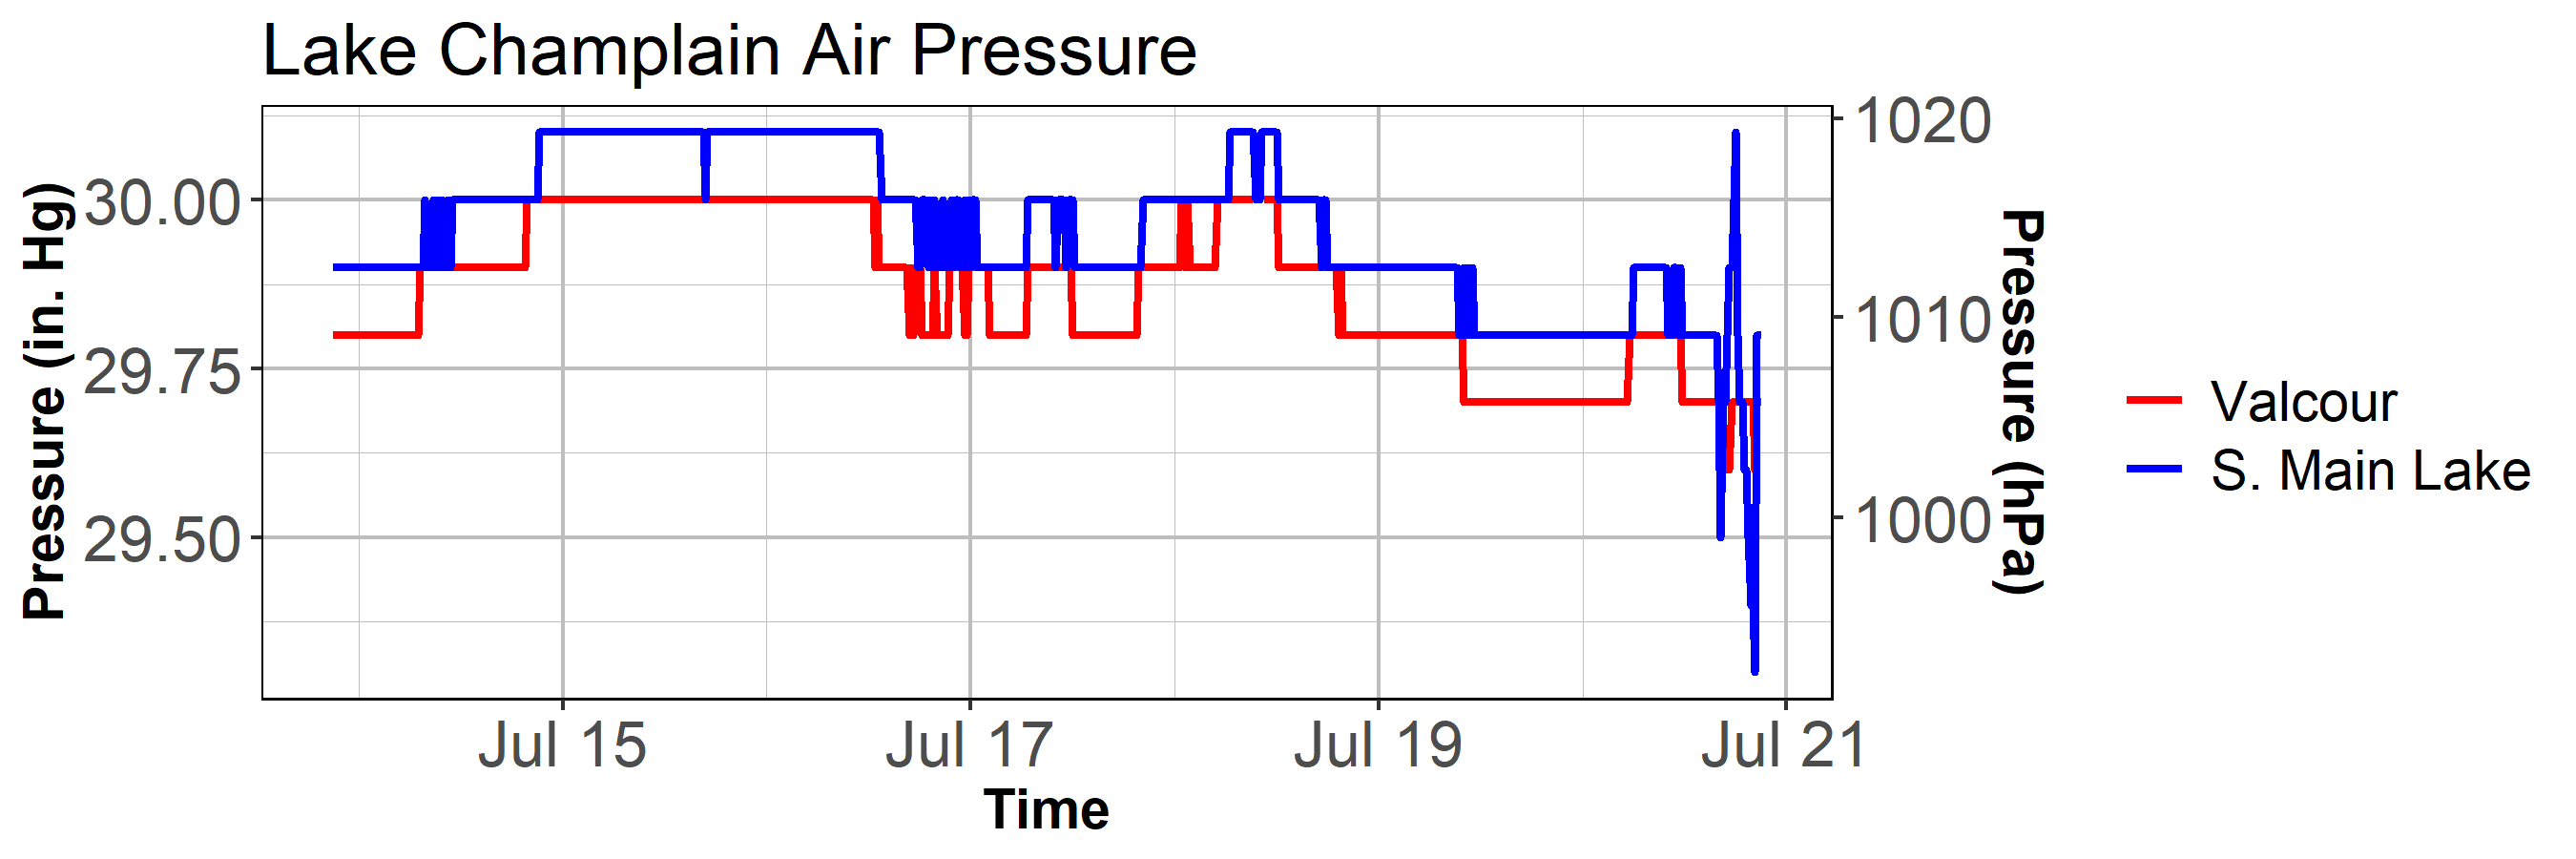 Lake Champlain Air Pressure
Pressure (in. Hg)
30.00
29.75
29.50
1020
1010
1000
Pressure (hPa)
Jul 15
Jul 17
Jul 19
Jul 21
Time
Valcour
S. Main Lake